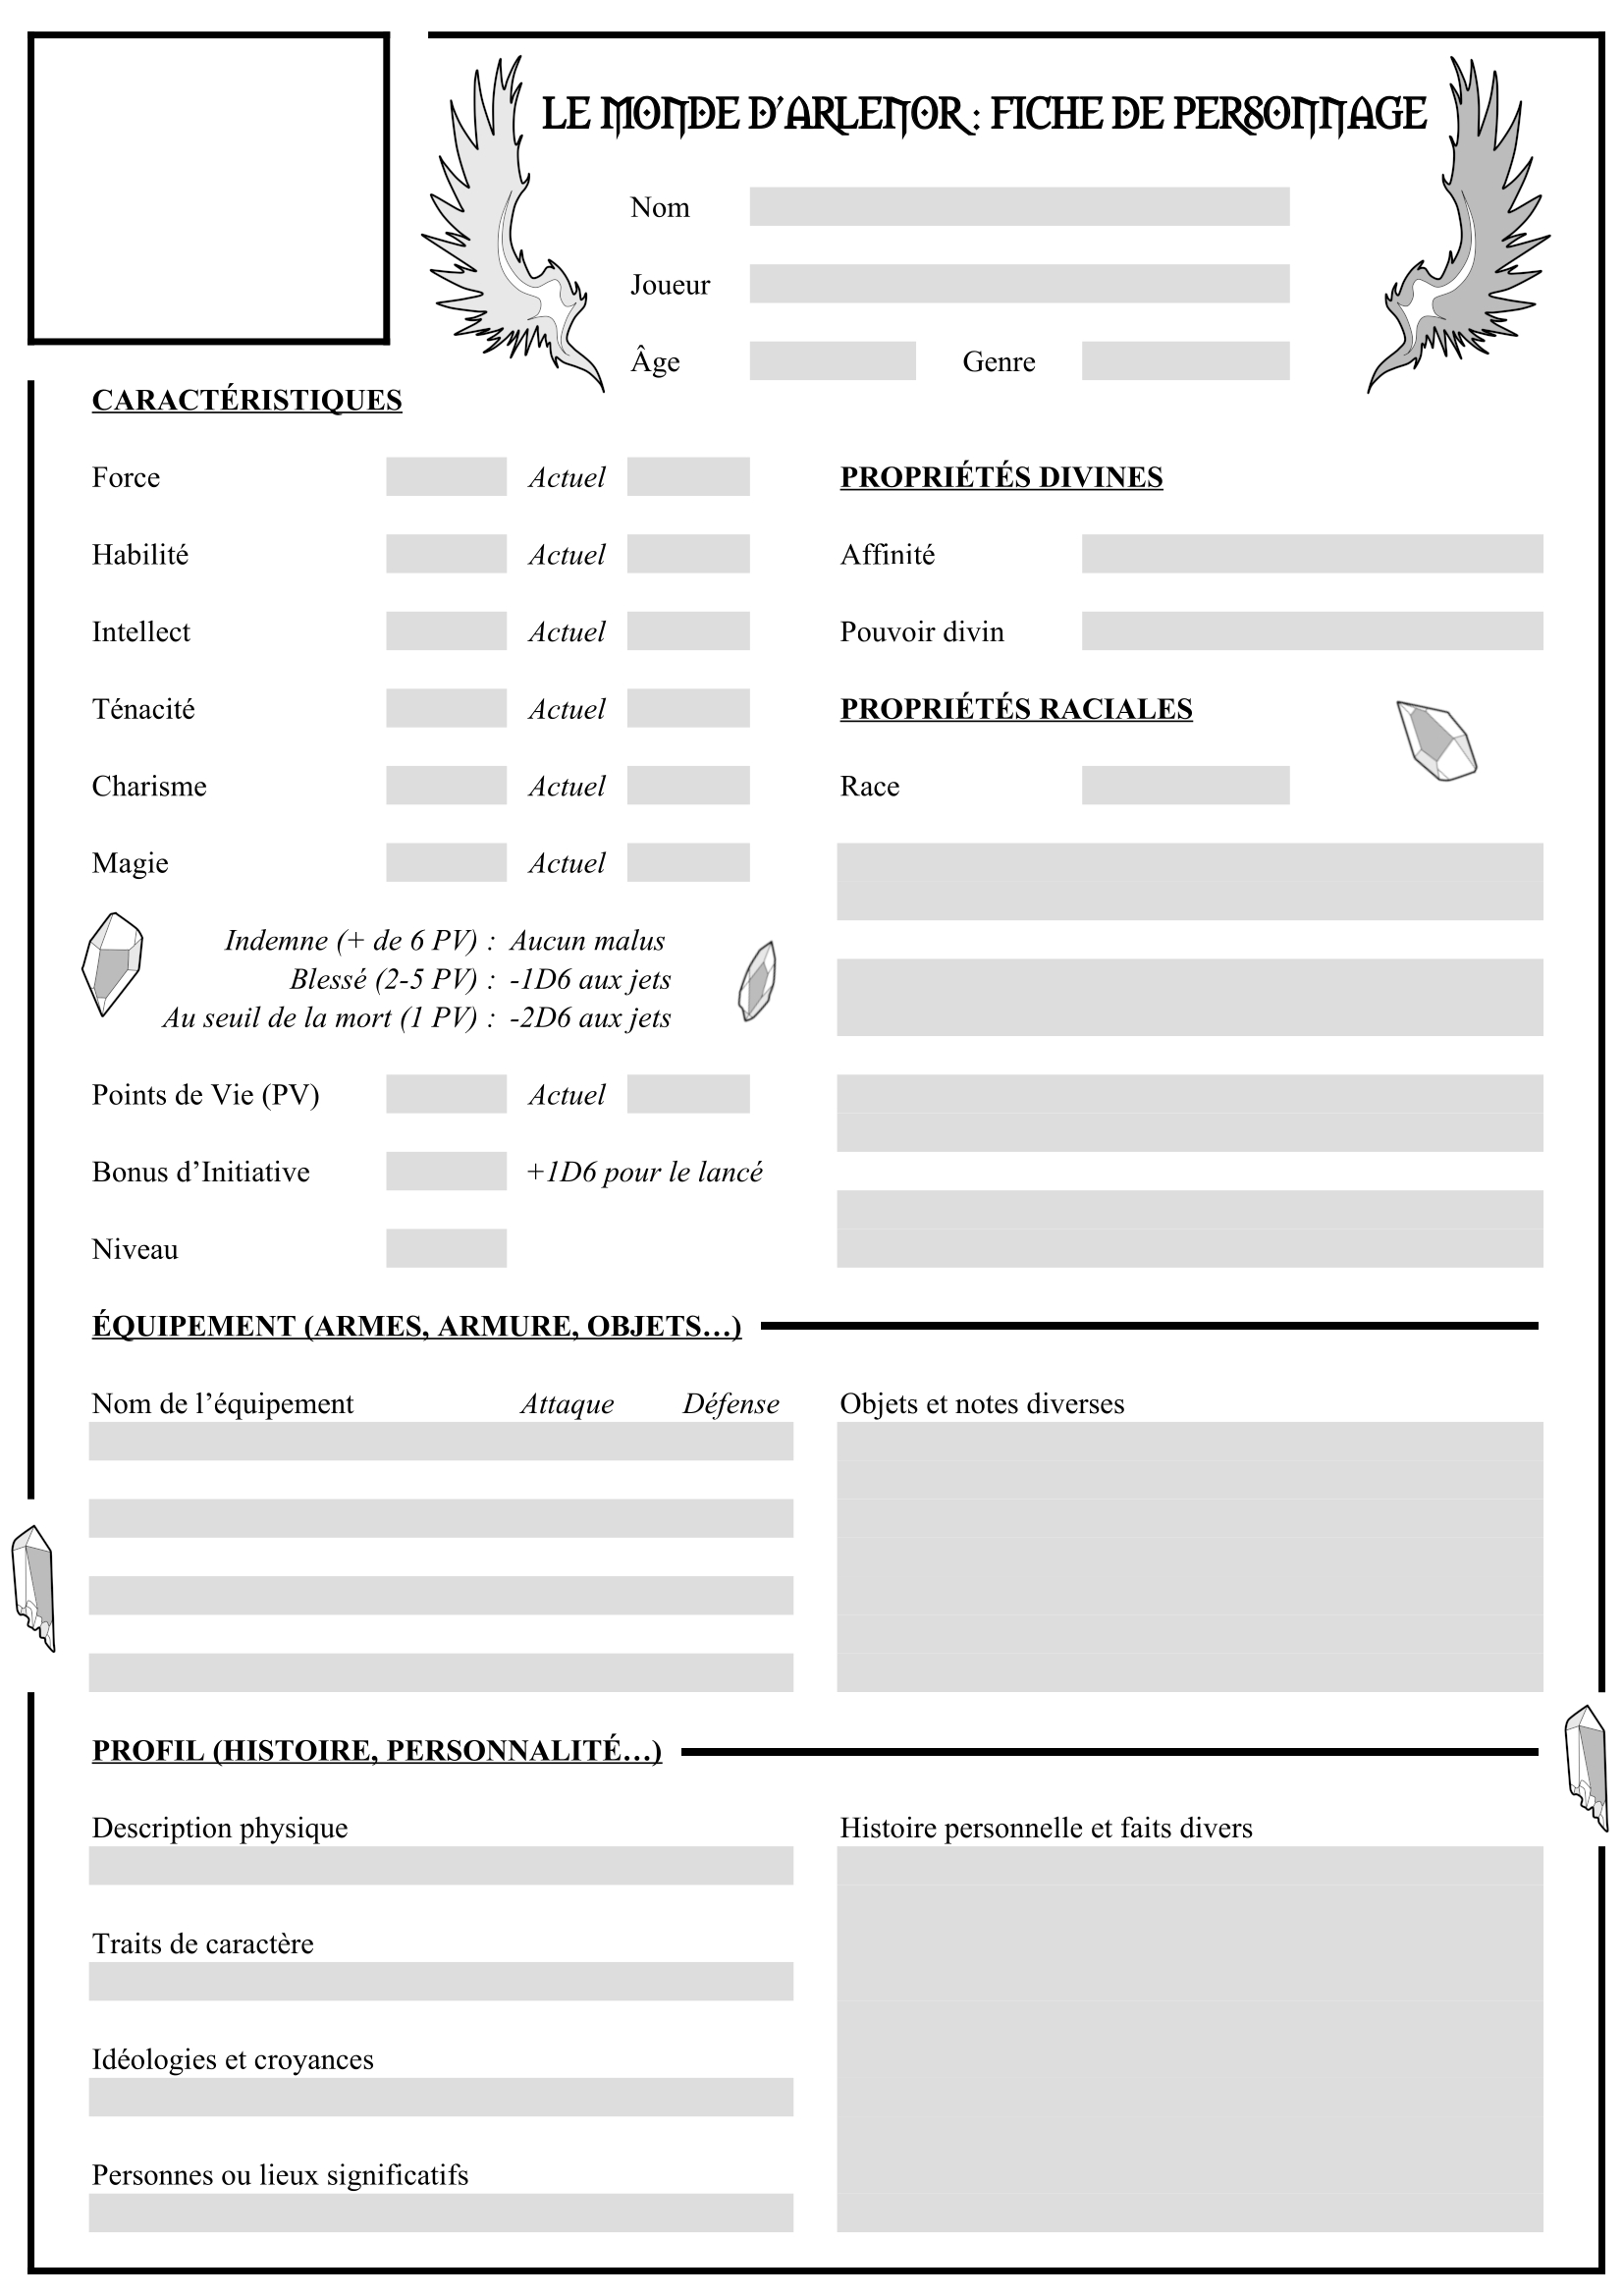 LE MONDE D'ARLENOR : FICHE DE PERSONNAGE
Nom
Joueur
Âge Genre
CARACTÉRISTIQUES
Force Actuel
Habilité Actuel
Intellect Actuel
Ténacité Actuel
Charisme Actuel
Magie Actuel
Indemne (+ de 6 PV) : Aucun malus
Blessé (2-5 PV) : -1D6 aux jets
Au seuil de la mort (1 PV) : -2D6 aux jets
Points de Vie (PV) Actuel
Bonus d’Initiative +1D6 pour le lancé
Niveau
PROPRIÉTÉS DIVINES
Affinité
Pouvoir divin
PROPRIÉTÉS RACIALES
Race
ÉQUIPEMENT (ARMES, ARMURE, OBJETS…)
Nom de l’équipement Attaque Défense
Objets et notes diverses
PROFIL (HISTOIRE, PERSONNALITÉ…)
Description physique
Traits de caractère
Idéologies et croyances
Personnes ou lieux significatifs
Histoire personnelle et faits divers